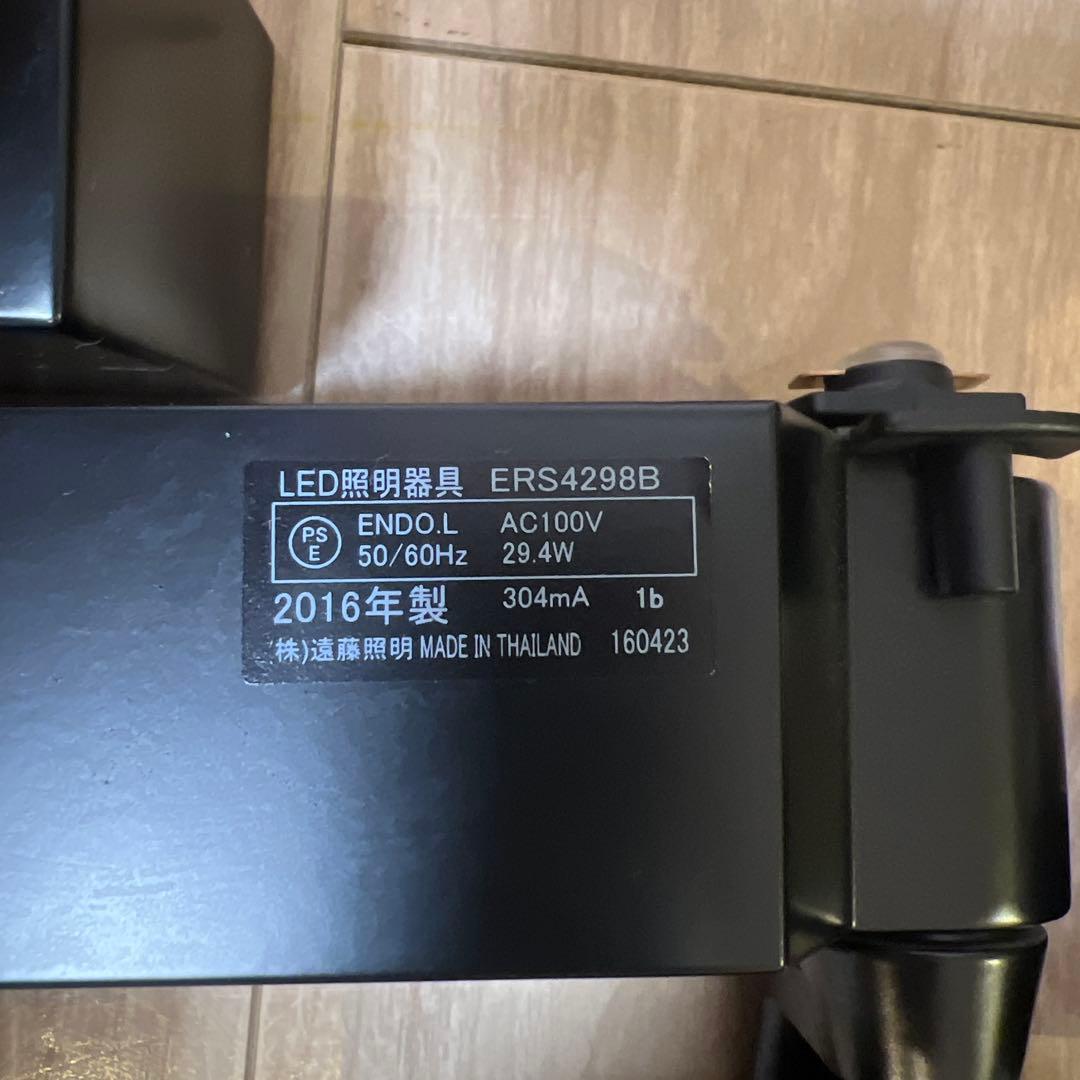 LED照明器具 ERS4298B
PS E ENDO.L AC100V
50/60Hz 29.4W
2016年製 304mA 1b
株)遠藤照明 MADE IN THAILAND 160423